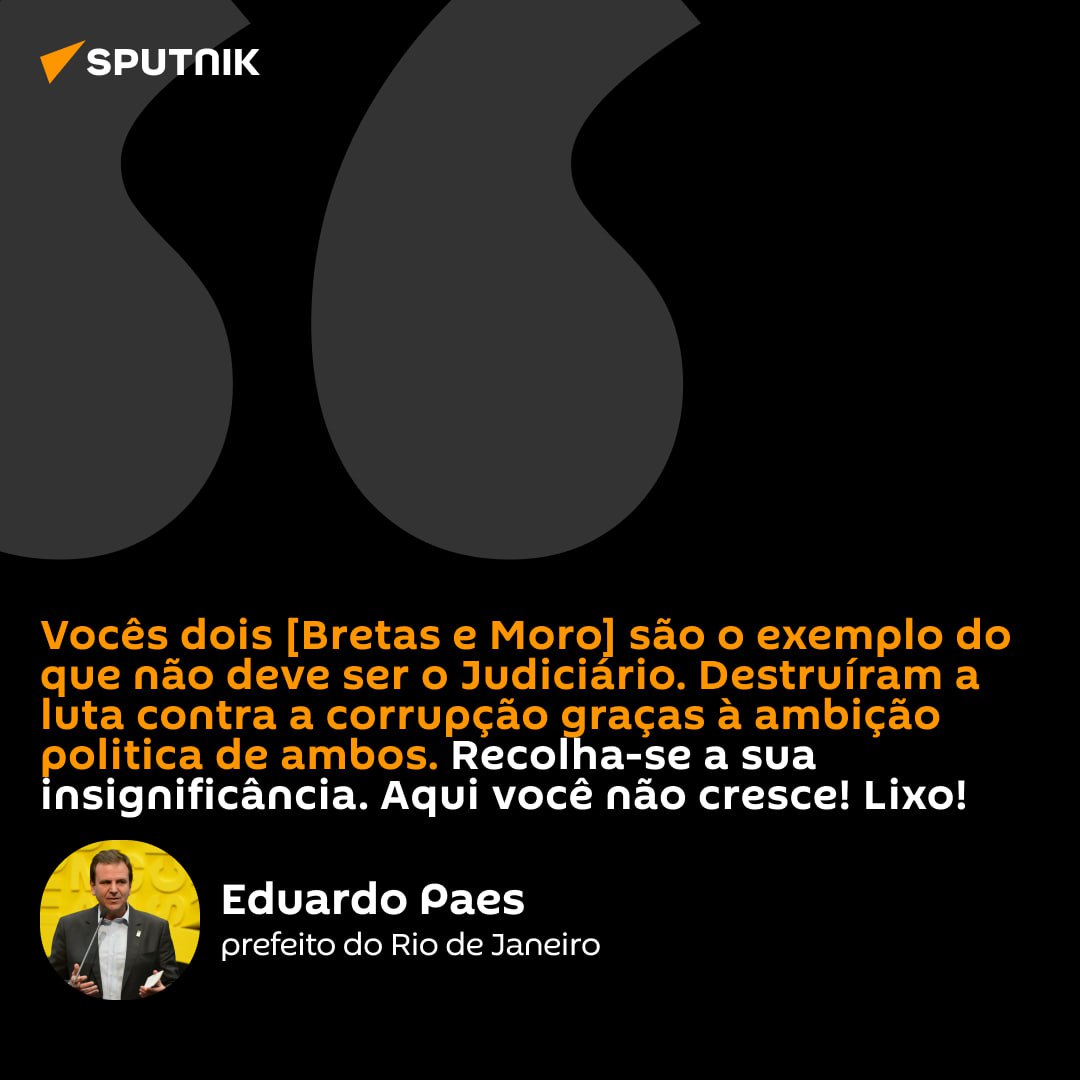 SPUTNIK
Vocês dois [Bretas e Moro] são o exemplo do
que não deve ser o Judiciário. Destruíram a
luta contra a corrupção graças à ambição
politica de ambos. Recolha-se a sua
insignificância. Aqui você não cresce! Lixo!
Eduardo Paes
prefeito do Rio de Janeiro